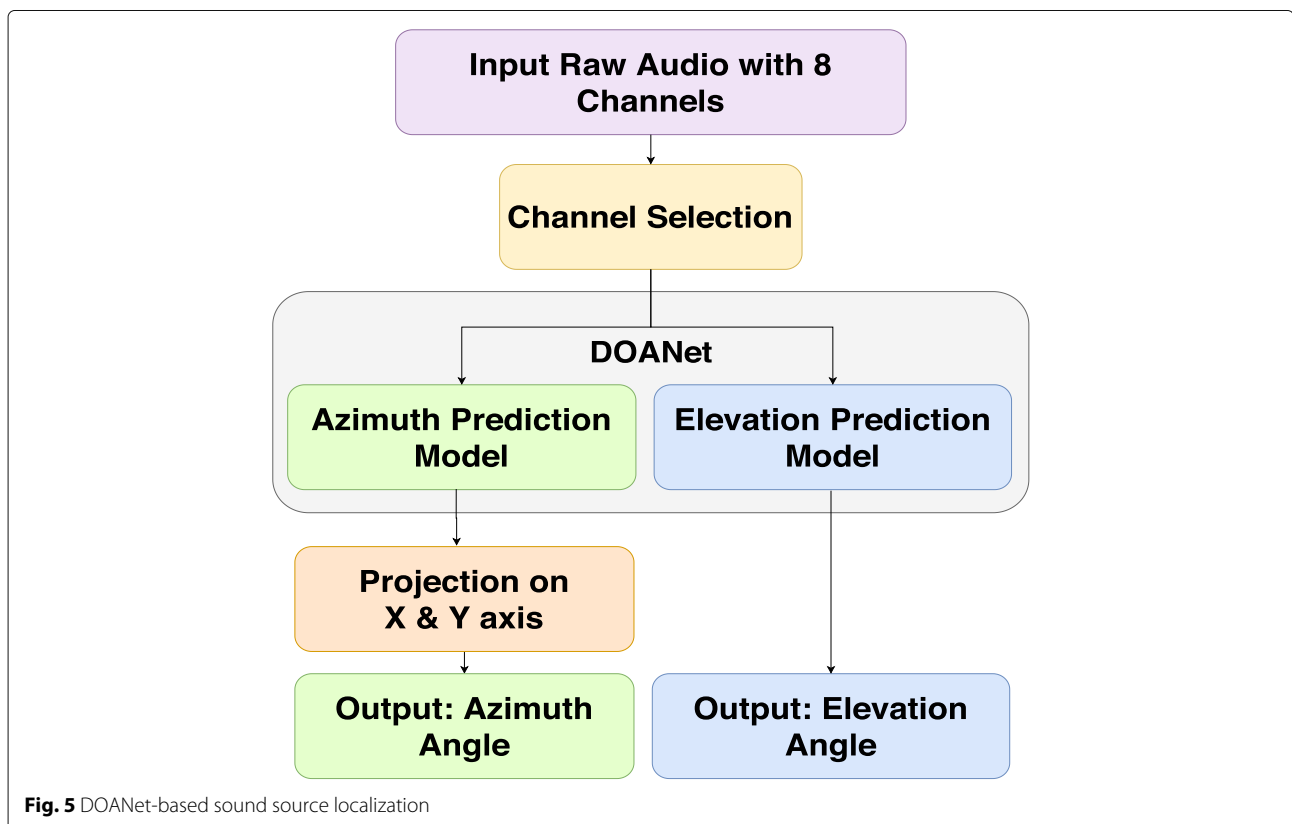 Input Raw Audio with 8
Channels
Channel Selection
DOANet
Azimuth Prediction
Model
Elevation Prediction
Model
Projection on
X & Y axis
Output: Azimuth
Angle
Output: Elevation
Angle
Fig. 5 DOANet-based sound source localization